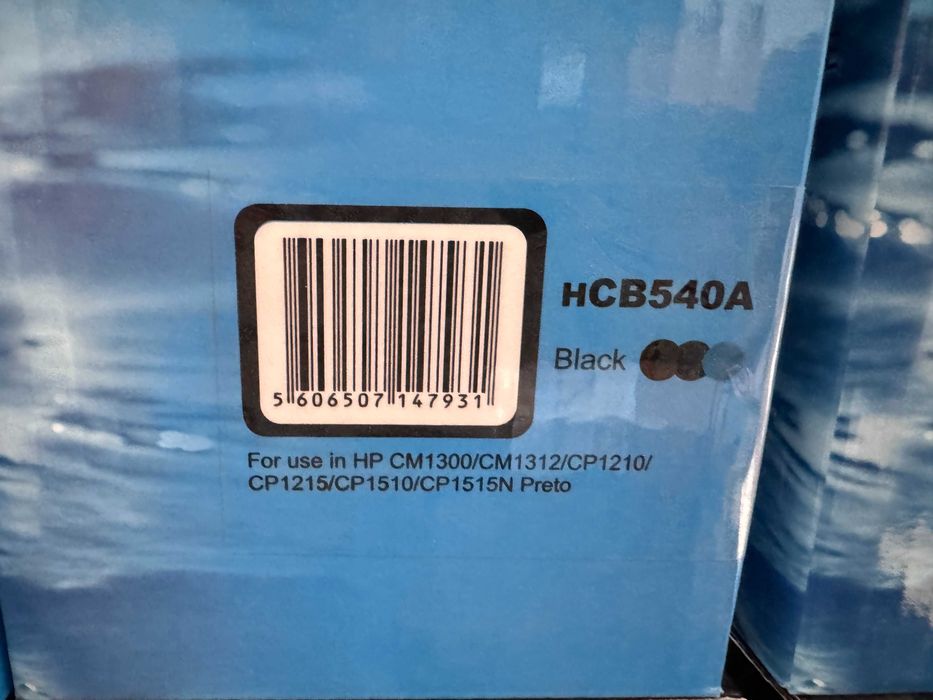 HCB540A
Black
5 606507 147931
For use in HP CM1300/CM1312/CP1210/
CP1215/CP1510/CP1515N Preto